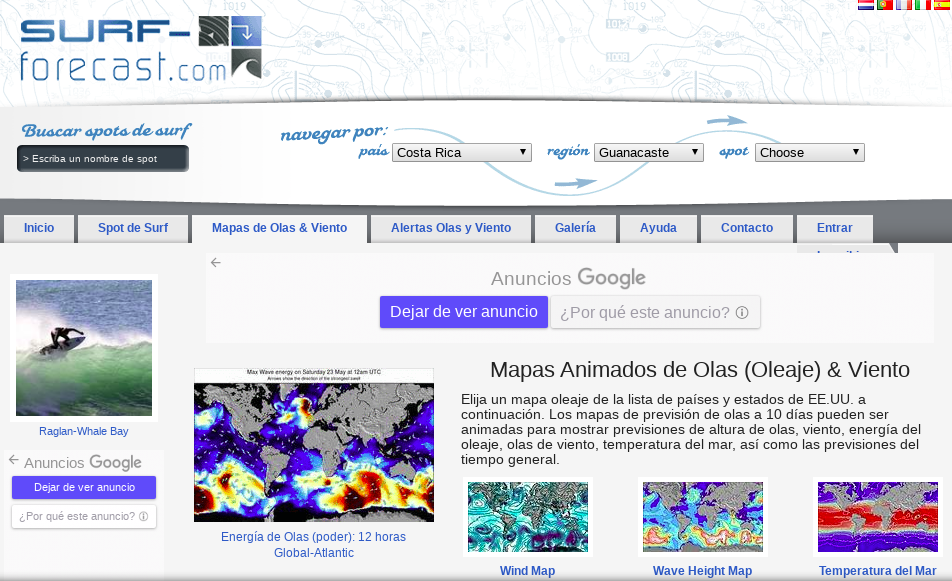 SURF-
forecast.com
Buscar spots de surf
> Escriba un nombre de spot
navegar por:
país Costa Rica región Guanacaste spot Choose
Inicio Spot de Surf Mapas de Olas & Viento Alertas Olas y Viento Galería Ayuda Contacto Entrar
Anuncios Google
Dejar de ver anuncio ¿Por qué este anuncio?
Raglan-Whale Bay
Anuncios Google
Dejar de ver anuncio
¿Por qué este anuncio?
Max Wave energy on Saturday 23 May at 12am UTC
Arrows show the direction of the strongest swell
Energía de Olas (poder): 12 horas
Global-Atlantic
Mapas Animados de Olas (Oleaje) & Viento
Elija un mapa oleaje de la lista de países y estados de EE.UU. a
continuación. Los mapas de previsión de olas a 10 días pueden ser
animadas para mostrar previsiones de altura de olas, viento, energía del
oleaje, olas de viento, temperatura del mar, así como las previsiones del
tiempo general.
Wind Map Wave Height Map Temperatura del Mar